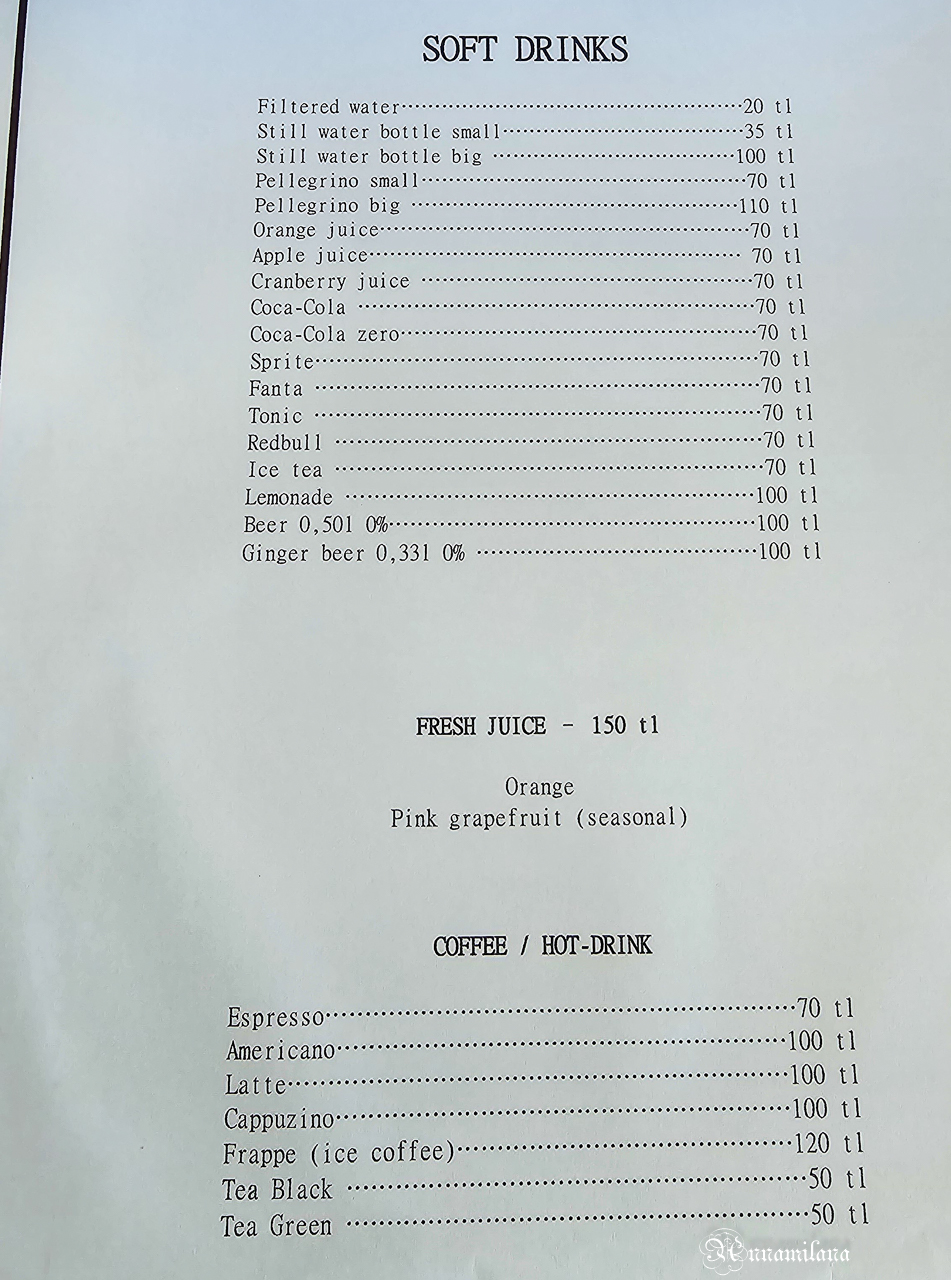 SOFT DRINKS
Filtered water 20 tl
Still water bottle small 35 tl
Still water bottle big 100 tl
Pellegrino small 70 tl
Pellegrino big 110 tl
Orange juice 70 tl
Apple juice 70 tl
Cranberry juice 70 tl
Coca-Cola 70 tl
Coca-Cola zero 70 tl
Sprite 70 tl
Fanta 70 tl
Tonic 70 tl
Redbull 70 tl
Ice tea 70 tl
Lemonade 100 tl
Beer 0,50l 0% 100 tl
Ginger beer 0,33l 0% 100 tl
FRESH JUICE - 150 tl
Orange
Pink grapefruit (seasonal)
COFFEE / HOT-DRINK
Espresso 70 tl
Americano 100 tl
Latte 100 tl
Cappuzino 100 tl
Frappe (ice coffee) 120 tl
Tea Black 50 tl
Tea Green 50 tl
Annamilana